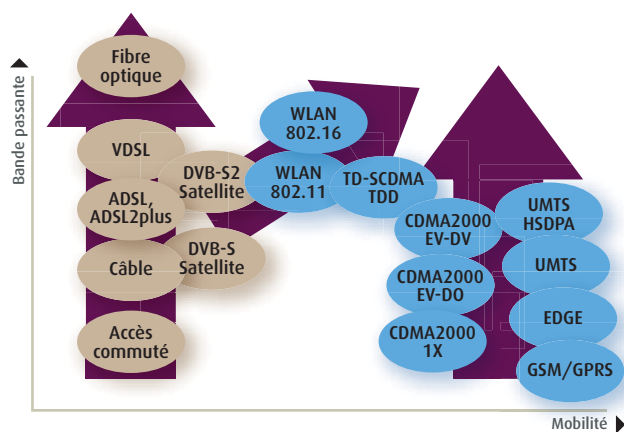 Bande passante
Fibre
optique
VDSL
ADSL,
ADSL2plus
Câble
Accès
commuté
DVB-S2
Satellite
DVB-S
Satellite
WLAN
802.16
WLAN
802.11
TD-SCDMA
TDD
CDMA2000
EV-DV
CDMA2000
EV-DO
CDMA2000
1X
UMTS
HSDPA
UMTS
EDGE
GSM/GPRS
Mobilité